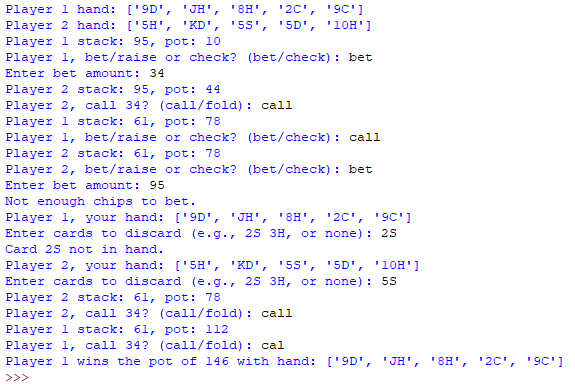 Player 1 hand: ['9D', 'JH', '8H', '2C', '9C']
Player 2 hand: ['5H', 'KD', '5S', '5D', '10H']
Player 1 stack: 95, pot: 10
Player 1, bet/raise or check? (bet/check): bet
Enter bet amount: 34
Player 2 stack: 95, pot: 44
Player 2, call 34? (call/fold): call
Player 1 stack: 61, pot: 78
Player 1, bet/raise or check? (bet/check): call
Player 2 stack: 61, pot: 78
Player 2, bet/raise or check? (bet/check): bet
Enter bet amount: 95
Not enough chips to bet.
Player 1, your hand: ['9D', 'JH', '8H', '2C', '9C']
Enter cards to discard (e.g., 2S 3H, or none): 2S
Card 2S not in hand.
Player 2, your hand: ['5H', 'KD', '5S', '5D', '10H']
Enter cards to discard (e.g., 2S 3H, or none): 5S
Player 2 stack: 61, pot: 78
Player 2, call 34? (call/fold): call
Player 1 stack: 61, pot: 112
Player 1, call 34? (call/fold): cal
Player 1 wins the pot of 146 with hand: ['9D', 'JH', '8H', '2C', '9C']
>>>